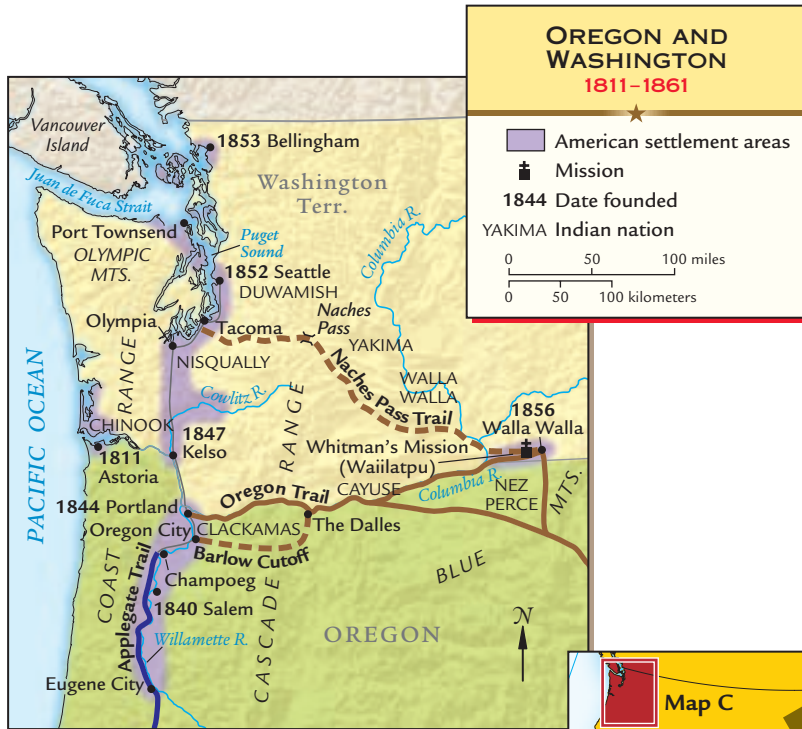 OREGON AND
WASHINGTON
1811–1861
American settlement areas
Mission
1844 Date founded
YAKIMA Indian nation
0 50 100 miles
0 50 100 kilometers
Vancouver
Island
1853 Bellingham
Washington
Terr.
Juan de Fuca Strait
Columbia R.
Port Townsend
Puget
Sound
OLYMPIC
MTS.
1852 Seattle
DUWAMISH
Naches
Pass
Olympia
Tacoma
YAKIMA
NISQUALLY
Naches Pass Trail
WALLA
WALLA
PACIFIC OCEAN
COAST RANGE
Cowlitz R.
CASCADE RANGE
1856
Walla Walla
CHINOOK
1847
Kelso
Whitman's Mission
(Waiilatpu)
1811
Astoria
Oregon Trail
CAYUSE
Columbia R.
NEZ
PERCE
BLUE MTS.
1844 Portland
Oregon City
CLACKAMAS
The Dalles
Barlow Cutoff
Applegate Trail
Champoeg
1840 Salem
Willamette R.
OREGON
N
Eugene City
Map C